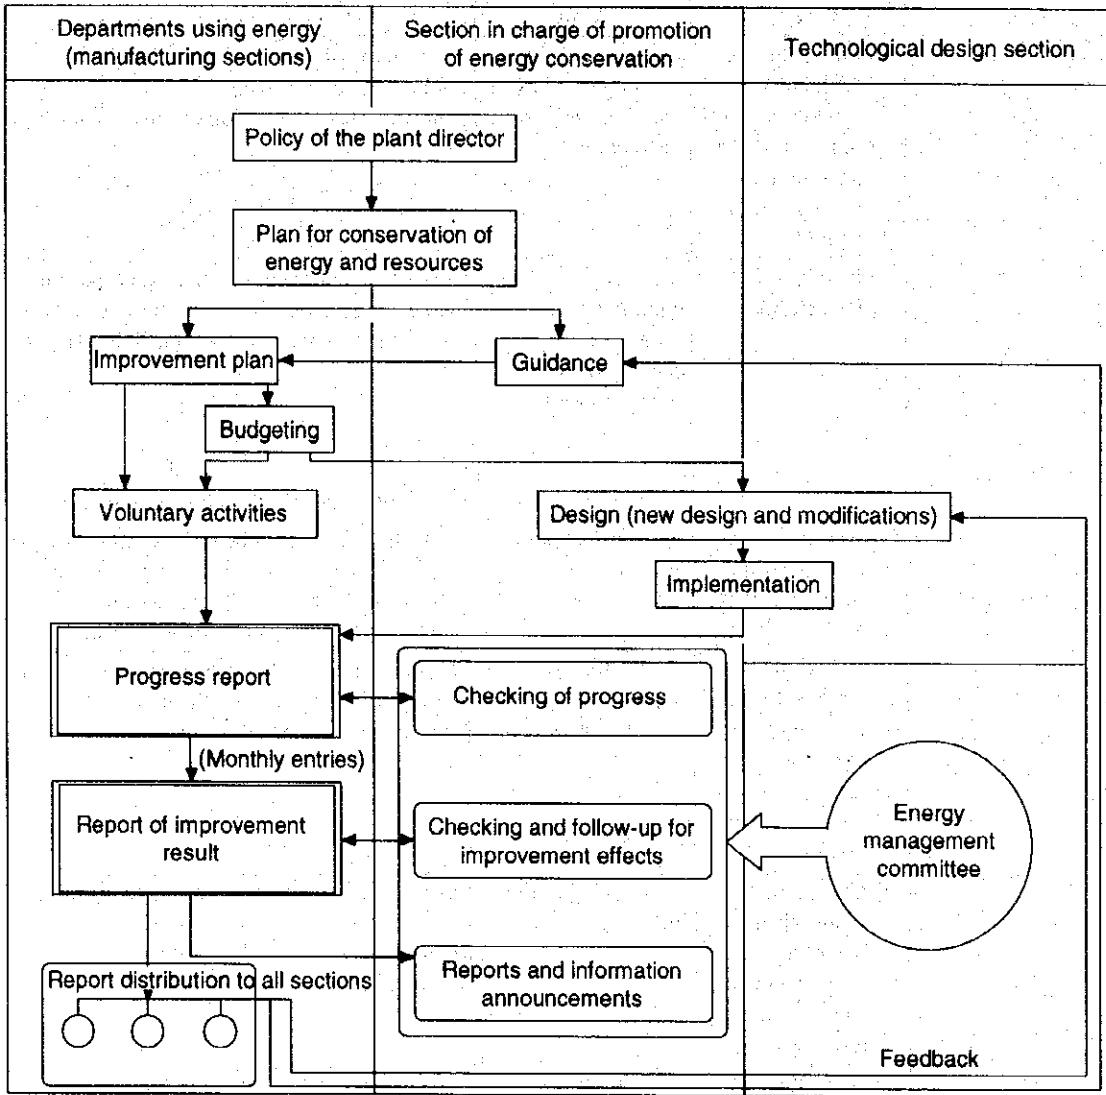 Departments using energy
(manufacturing sections)
Section in charge of promotion
of energy conservation
Technological design section
Policy of the plant director
Plan for conservation of
energy and resources
Improvement plan
Guidance
Budgeting
Voluntary activities
Design (new design and modifications)
Implementation
Progress report
Checking of progress
(Monthly entries)
Report of improvement
result
Checking and follow-up for
improvement effects
Energy
management
committee
Report distribution to all sections
Reports and information
announcements
Feedback